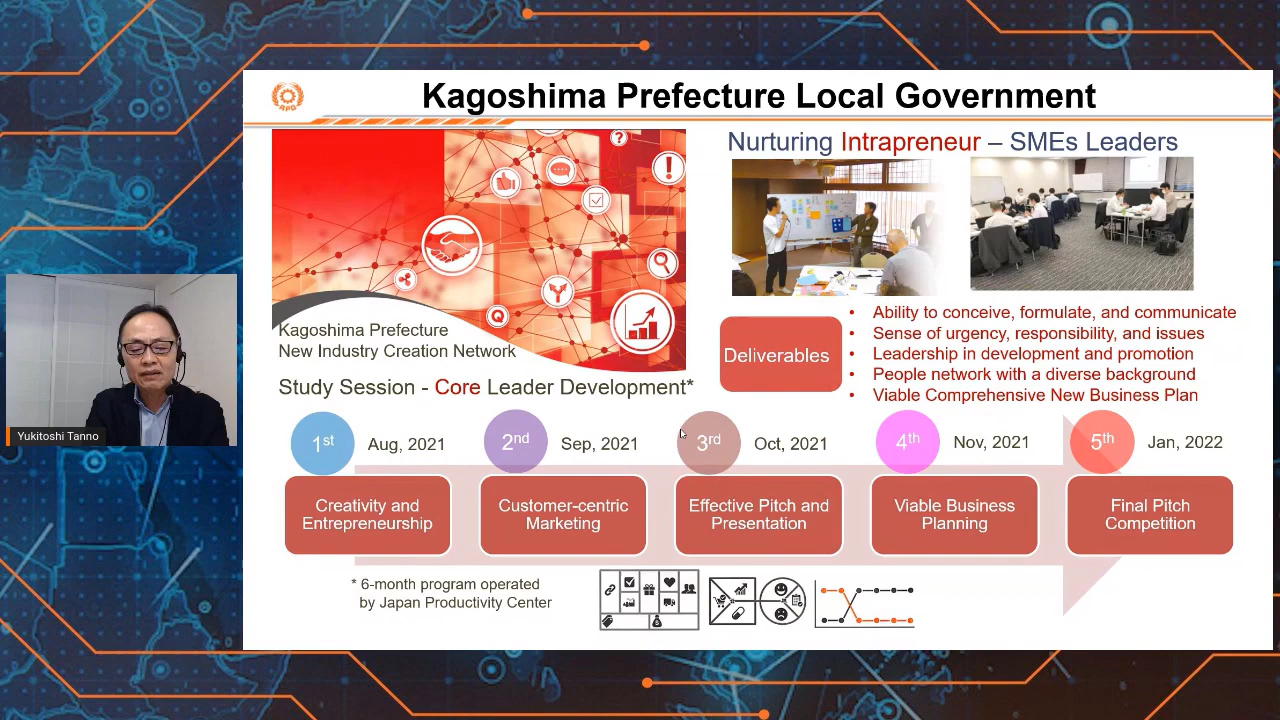 Kagoshima Prefecture Local Government
APO
Nurturing Intrapreneur – SMEs Leaders
Kagoshima Prefecture
New Industry Creation Network
Study Session - Core Leader Development*
Deliverables
• Ability to conceive, formulate, and communicate
• Sense of urgency, responsibility, and issues
• Leadership in development and promotion
• People network with a diverse background
• Viable Comprehensive New Business Plan
Yukitoshi Tanno
1st Aug, 2021
2nd Sep, 2021
3rd Oct, 2021
4th Nov, 2021
5th Jan, 2022
Creativity and
Entrepreneurship
Customer-centric
Marketing
Effective Pitch and
Presentation
Viable Business
Planning
Final Pitch
Competition
* 6-month program operated
by Japan Productivity Center